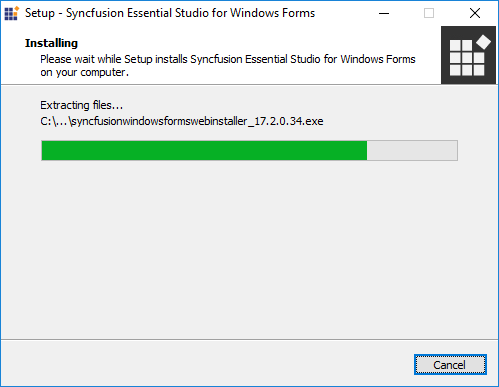 Setup - Syncfusion Essential Studio for Windows Forms
Installing
Please wait while Setup installs Syncfusion Essential Studio for Windows Forms
on your computer.
Extracting files...
C:\...\syncfusionwindowsformswebinstaller_17.2.0.34.exe
Cancel